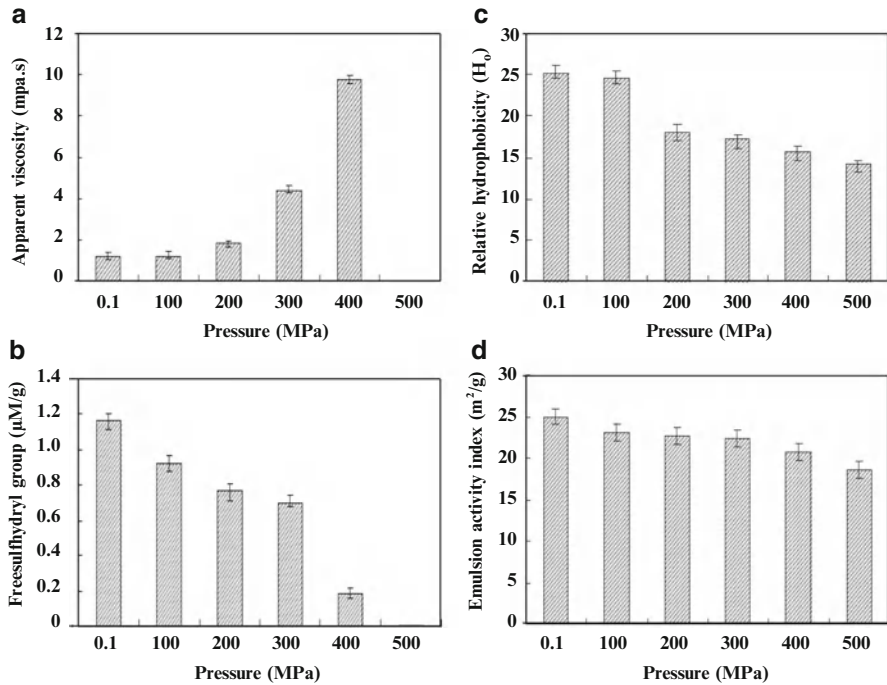 a
Apparent viscosity (mpa.s)
12
10
8
6
4
2
0
0.1 100 200 300 400 500
Pressure (MPa)
b
Freesulfhydryl group (µM/g)
1.4
1.2
1.0
0.8
0.6
0.4
0.2
0
0.1 100 200 300 400 500
Pressure (MPa)
c
Relative hydrophobicity (Ho)
30
25
20
15
10
5
0
0.1 100 200 300 400 500
Pressure (MPa)
d
Emulsion activity index (m²/g)
30
25
20
15
10
5
0
0.1 100 200 300 400 500
Pressure (MPa)